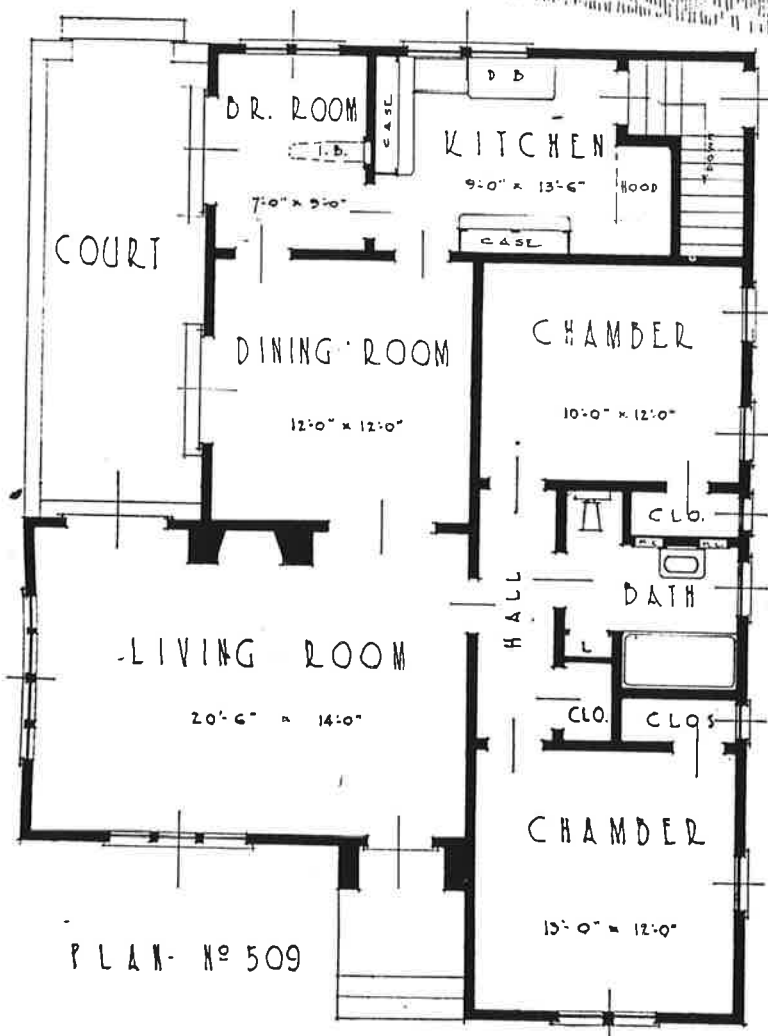 BR. ROOM
I.B.
7'-0" x 9'-0"
CASE
D B
KITCHEN
9'-0" x 13'-6"
HOOD
CASE
DOWN
COURT
DINING ROOM
12'-0" x 12'-0"
CHAMBER
10'-0" x 12'-0"
CLO.
M.C. M.C.
BATH
HALL
L
CLO.
CLOS
LIVING ROOM
20'-6" x 14'-0"
CHAMBER
13'-0" x 12'-0"
PLAN- Nº 509